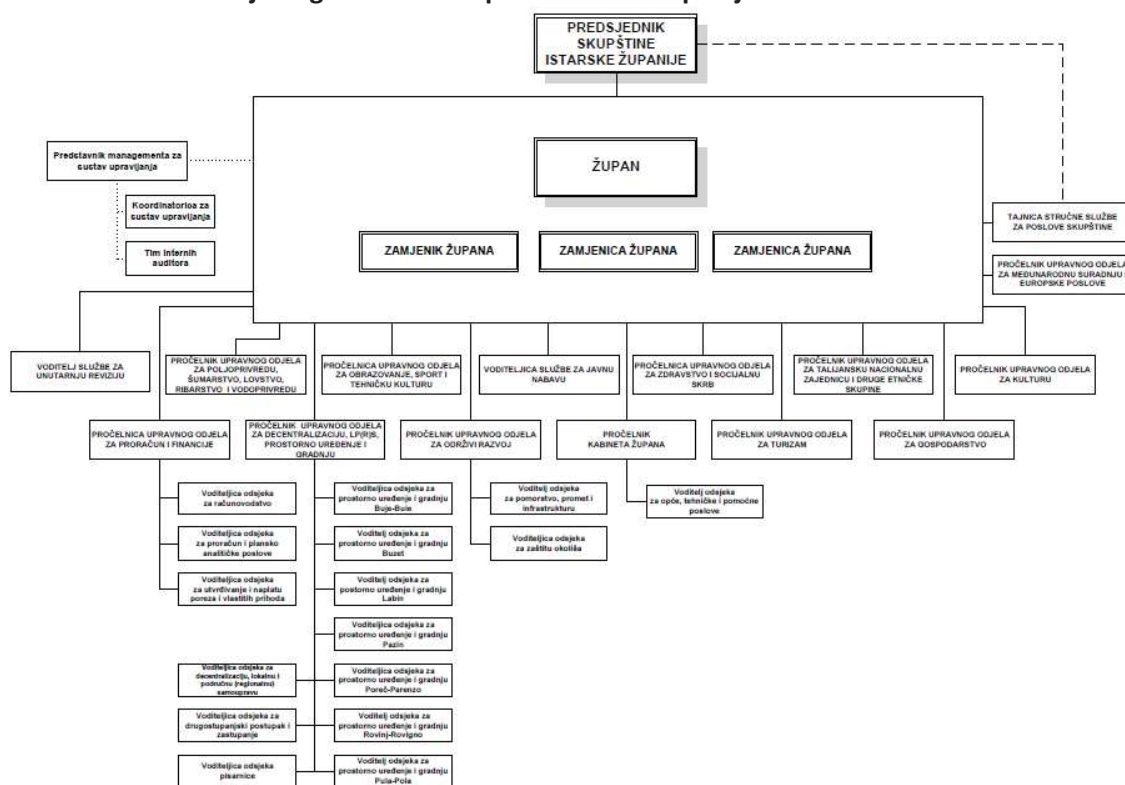 PREDSJEDNIK
SKUPŠTINE
ISTARSKE ŽUPANIJE
ŽUPAN
Predstavnik managementa za
sustav upravljanja
Koordinatorica za
sustav upravljanja
Tim internih
auditora
ZAMJENIK ŽUPANA
ZAMJENICA ŽUPANA
ZAMJENICA ŽUPANA
TAJNICA STRUČNE SLUŽBE
ZA POSLOVE SKUPŠTINE
PROČELNIK UPRAVNOG ODJELA
ZA MEĐUNARODNU SURADNJU I
EUROPSKE POSLOVE
VODITELJ SLUŽBE ZA
UNUTARNJU REVIZIJU
PROČELNIK UPRAVNOG ODJELA
ZA POLJOPRIVREDU,
ŠUMARSTVO, LOVSTVO,
RIBARSTVO I VODOPRIVREDU
PROČELNICA UPRAVNOG ODJELA
ZA OBRAZOVANJE, SPORT I
TEHNIČKU KULTURU
VODITELJICA SLUŽBE ZA JAVNU
NABAVU
PROČELNICA UPRAVNOG ODJELA
ZA ZDRAVSTVO I SOCIJALNU
SKRB
PROČELNIK UPRAVNOG ODJELA
ZA TALIJANSKU NACIONALNU
ZAJEDNICU I DRUGE ETNIČKE
SKUPINE
PROČELNIK UPRAVNOG ODJELA
ZA KULTURU
PROČELNICA UPRAVNOG ODJELA
ZA PRORAČUN I FINANCIJE
PROČELNIK UPRAVNOG ODJELA
ZA DECENTRALIZACIJU, LP(R)S,
PROSTORNO UREĐENJE I
GRADNJU
PROČELNIK UPRAVNOG ODJELA
ZA ODRŽIVI RAZVOJ
PROČELNIK
KABINETA ŽUPANA
PROČELNIK UPRAVNOG ODJELA
ZA TURIZAM
PROČELNIK UPRAVNOG ODJELA
ZA GOSPODARSTVO
Voditeljica odsjeka
za računovodstvo
Voditeljica odsjeka
za proračun i plansko
analitičke poslove
Voditeljica odsjeka
za utvrđivanje i naplatu
poreza i vlastitih prihoda
Voditeljica odsjeka za
decentralizaciju, lokalnu i
područnu (regionalnu)
samoupravu
Voditeljica odsjeka za
drugostupanjski postupak i
zastupanje
Voditeljica odsjeka
pisarnice
Voditeljica odsjeka za
prostorno uređenje i gradnju
Buje-Buie
Voditelj odsjeka za
prostorno uređenje i gradnju
Buzet
Voditelj odsjeka za
postorno uređenje i gradnju
Labin
Voditeljica odsjeka za
prostorno uređenje i gradnju
Pazin
Voditeljica odsjeka za
prostorno uređenje i gradnju
Poreč-Parenzo
Voditelj odsjeka za
prostorno uređenje i gradnju
Rovinj-Rovigno
Voditelj odsjeka za
prostorno uređenje i gradnju
Pula-Pola
Voditelj odsjeka
za pomorstvo, promet i
infrastrukturu
Voditeljica odsjeka
za zaštitu okoliša
Voditelj odsjeka
za opće, tehničke i pomoćne
poslove